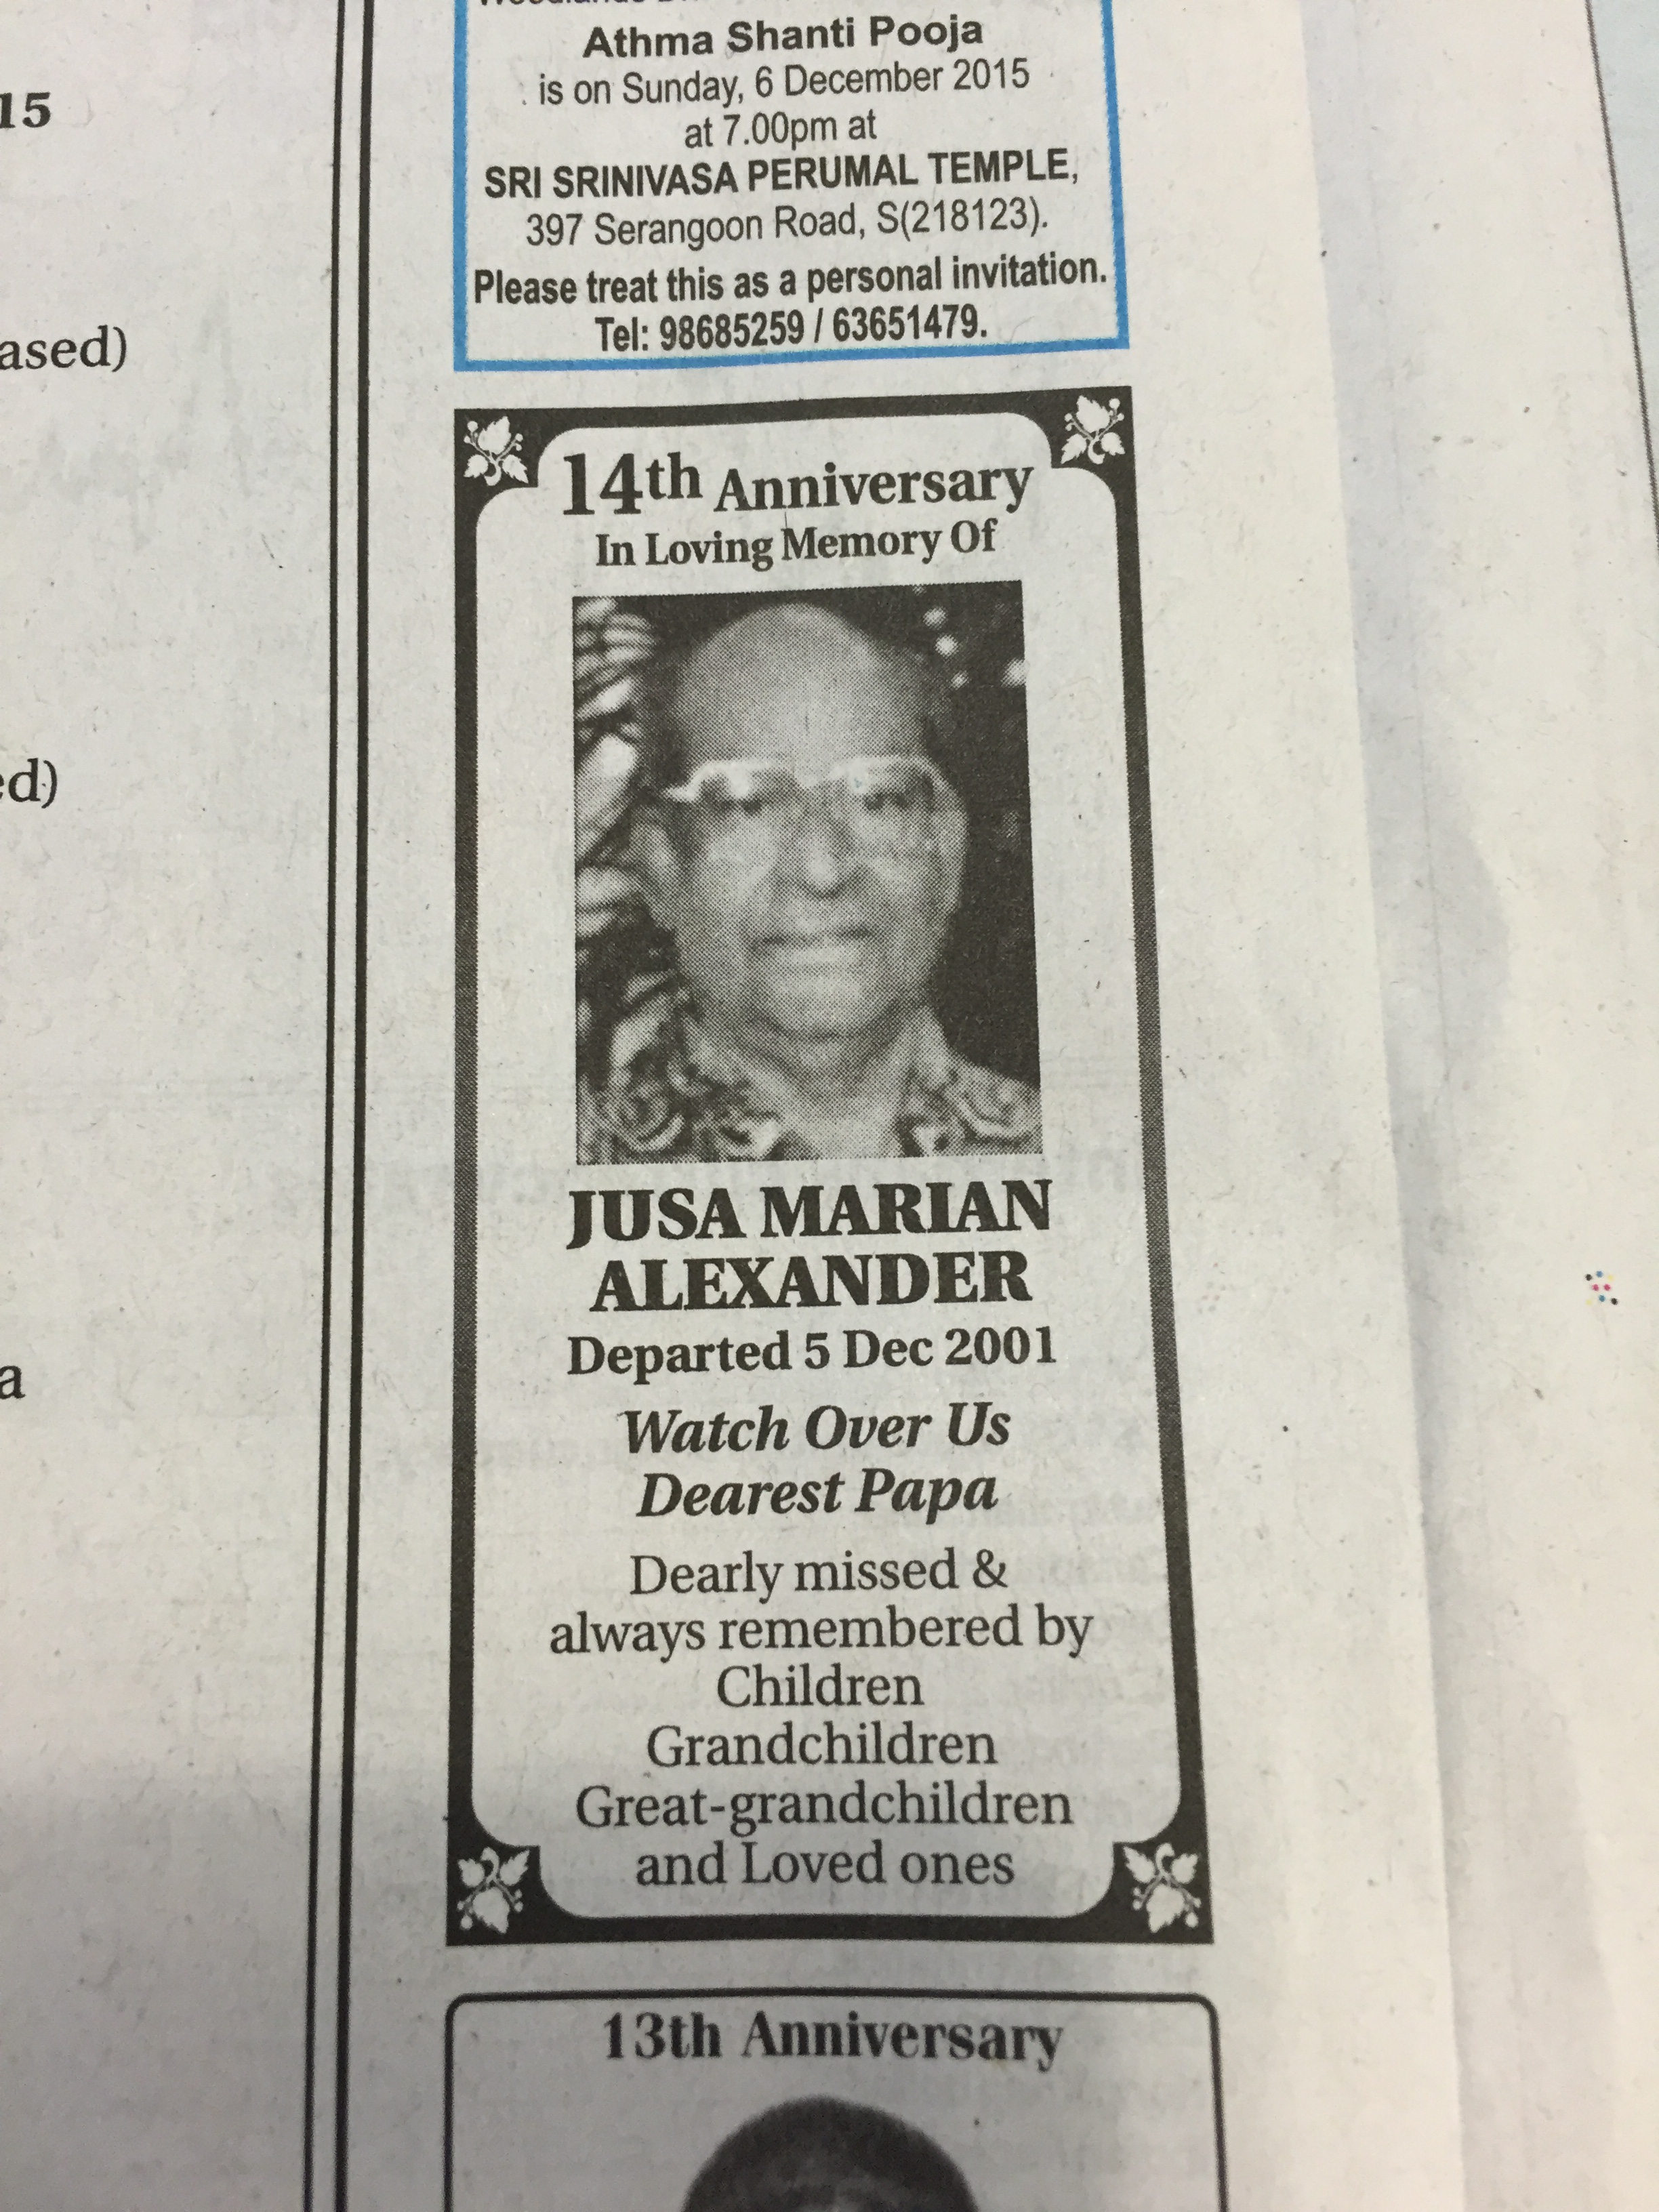 15
ased)
ed)
a
Athma Shanti Pooja
is on Sunday, 6 December 2015
at 7.00pm at
SRI SRINIVASA PERUMAL TEMPLE,
397 Serangoon Road, S(218123).
Please treat this as a personal invitation.
Tel: 98685259 / 63651479.
14th Anniversary
In Loving Memory Of
JUSA MARIAN
ALEXANDER
Departed 5 Dec 2001
Watch Over Us
Dearest Papa
Dearly missed &
always remembered by
Children
Grandchildren
Great-grandchildren
and Loved ones
13th Anniversary